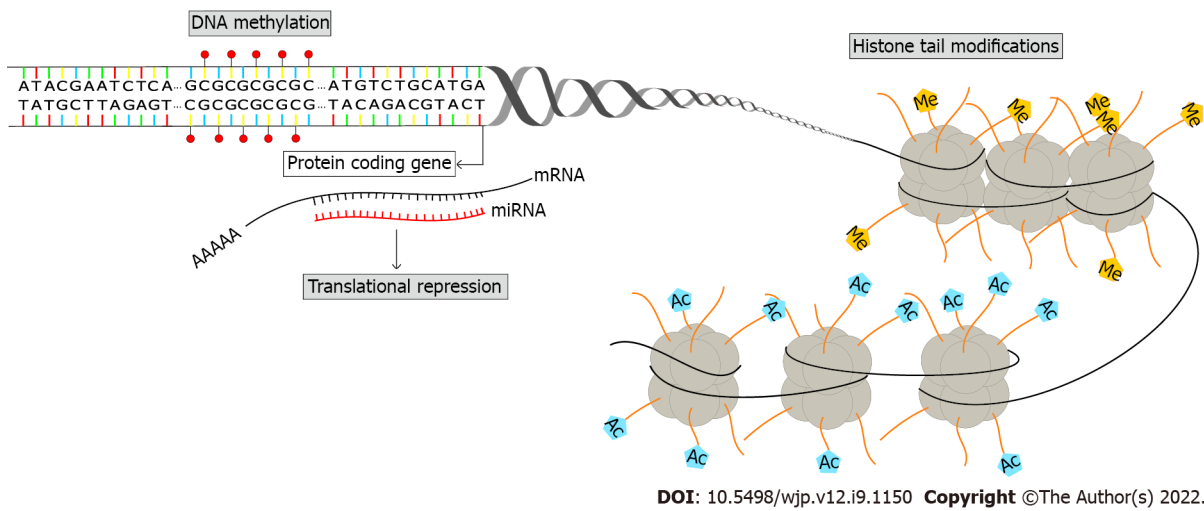 DNA methylation
Histone tail modifications
ATACGAATCTCA...GCGCGCGCGC...ATGTCTGCATGA
TATGCTTAGAGT...CGCGCGCGCG...TACAGACGTACT
Protein coding gene
mRNA
miRNA
AAAAA
Translational repression
Me
Me
Me
Me
Me
Me
Me
Ac
Ac
Ac
Ac
Ac
Ac
Ac
Ac
Ac
Ac
Ac
DOI: 10.5498/wjp.v12.i9.1150 Copyright ©The Author(s) 2022.